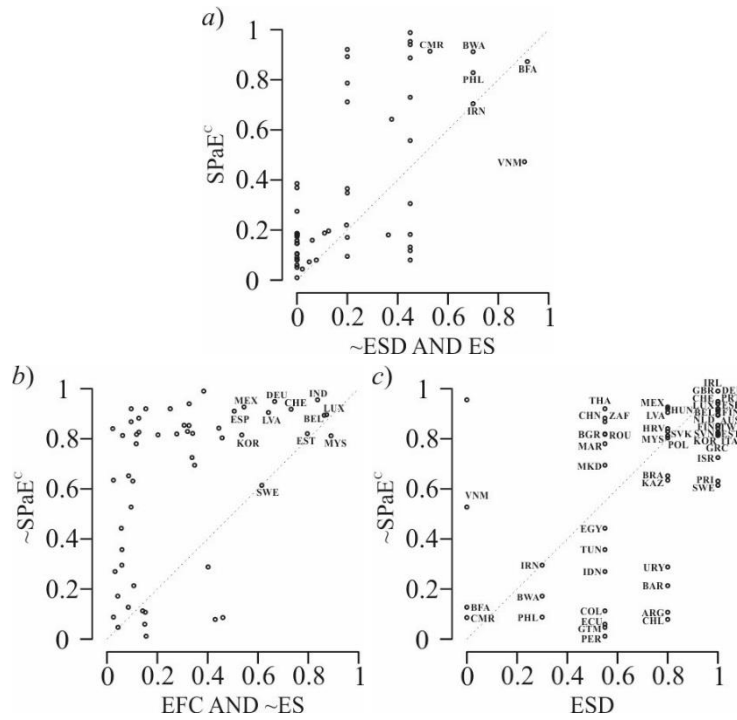 a)
1
CMR BWA
BFA
0.8
PHL
IRN
0.6
SPaE^C
VNM
0.4
0.2
0
0 0.2 0.4 0.6 0.8 1
~ESD AND ES
b)
1
MEX DEU CHE IND LUX
ESP LVA BEL
0.8
KOR EST MYS
SWE
0.6
~SPaE^C
0.4
0.2
0
0 0.2 0.4 0.6 0.8 1
EFC AND ~ES
c)
IRL
1
GBR DEU
THA MEX HUN CHE
CHN ZAF LVA LUX
HRV BEL
0.8
BGR ROU MYS SVK SVN EST
MAR POL KOR ITA
GRC
ISR
MKD BRA PRI
KAZ SWE
0.6
VNM
~SPaE^C
EGY
0.4
TUN
IRN IDN URY
BAR
0.2
BWA
BFA COL ARG
CMR PHL ECU CHL
GTM
PER
0
0 0.2 0.4 0.6 0.8 1
ESD